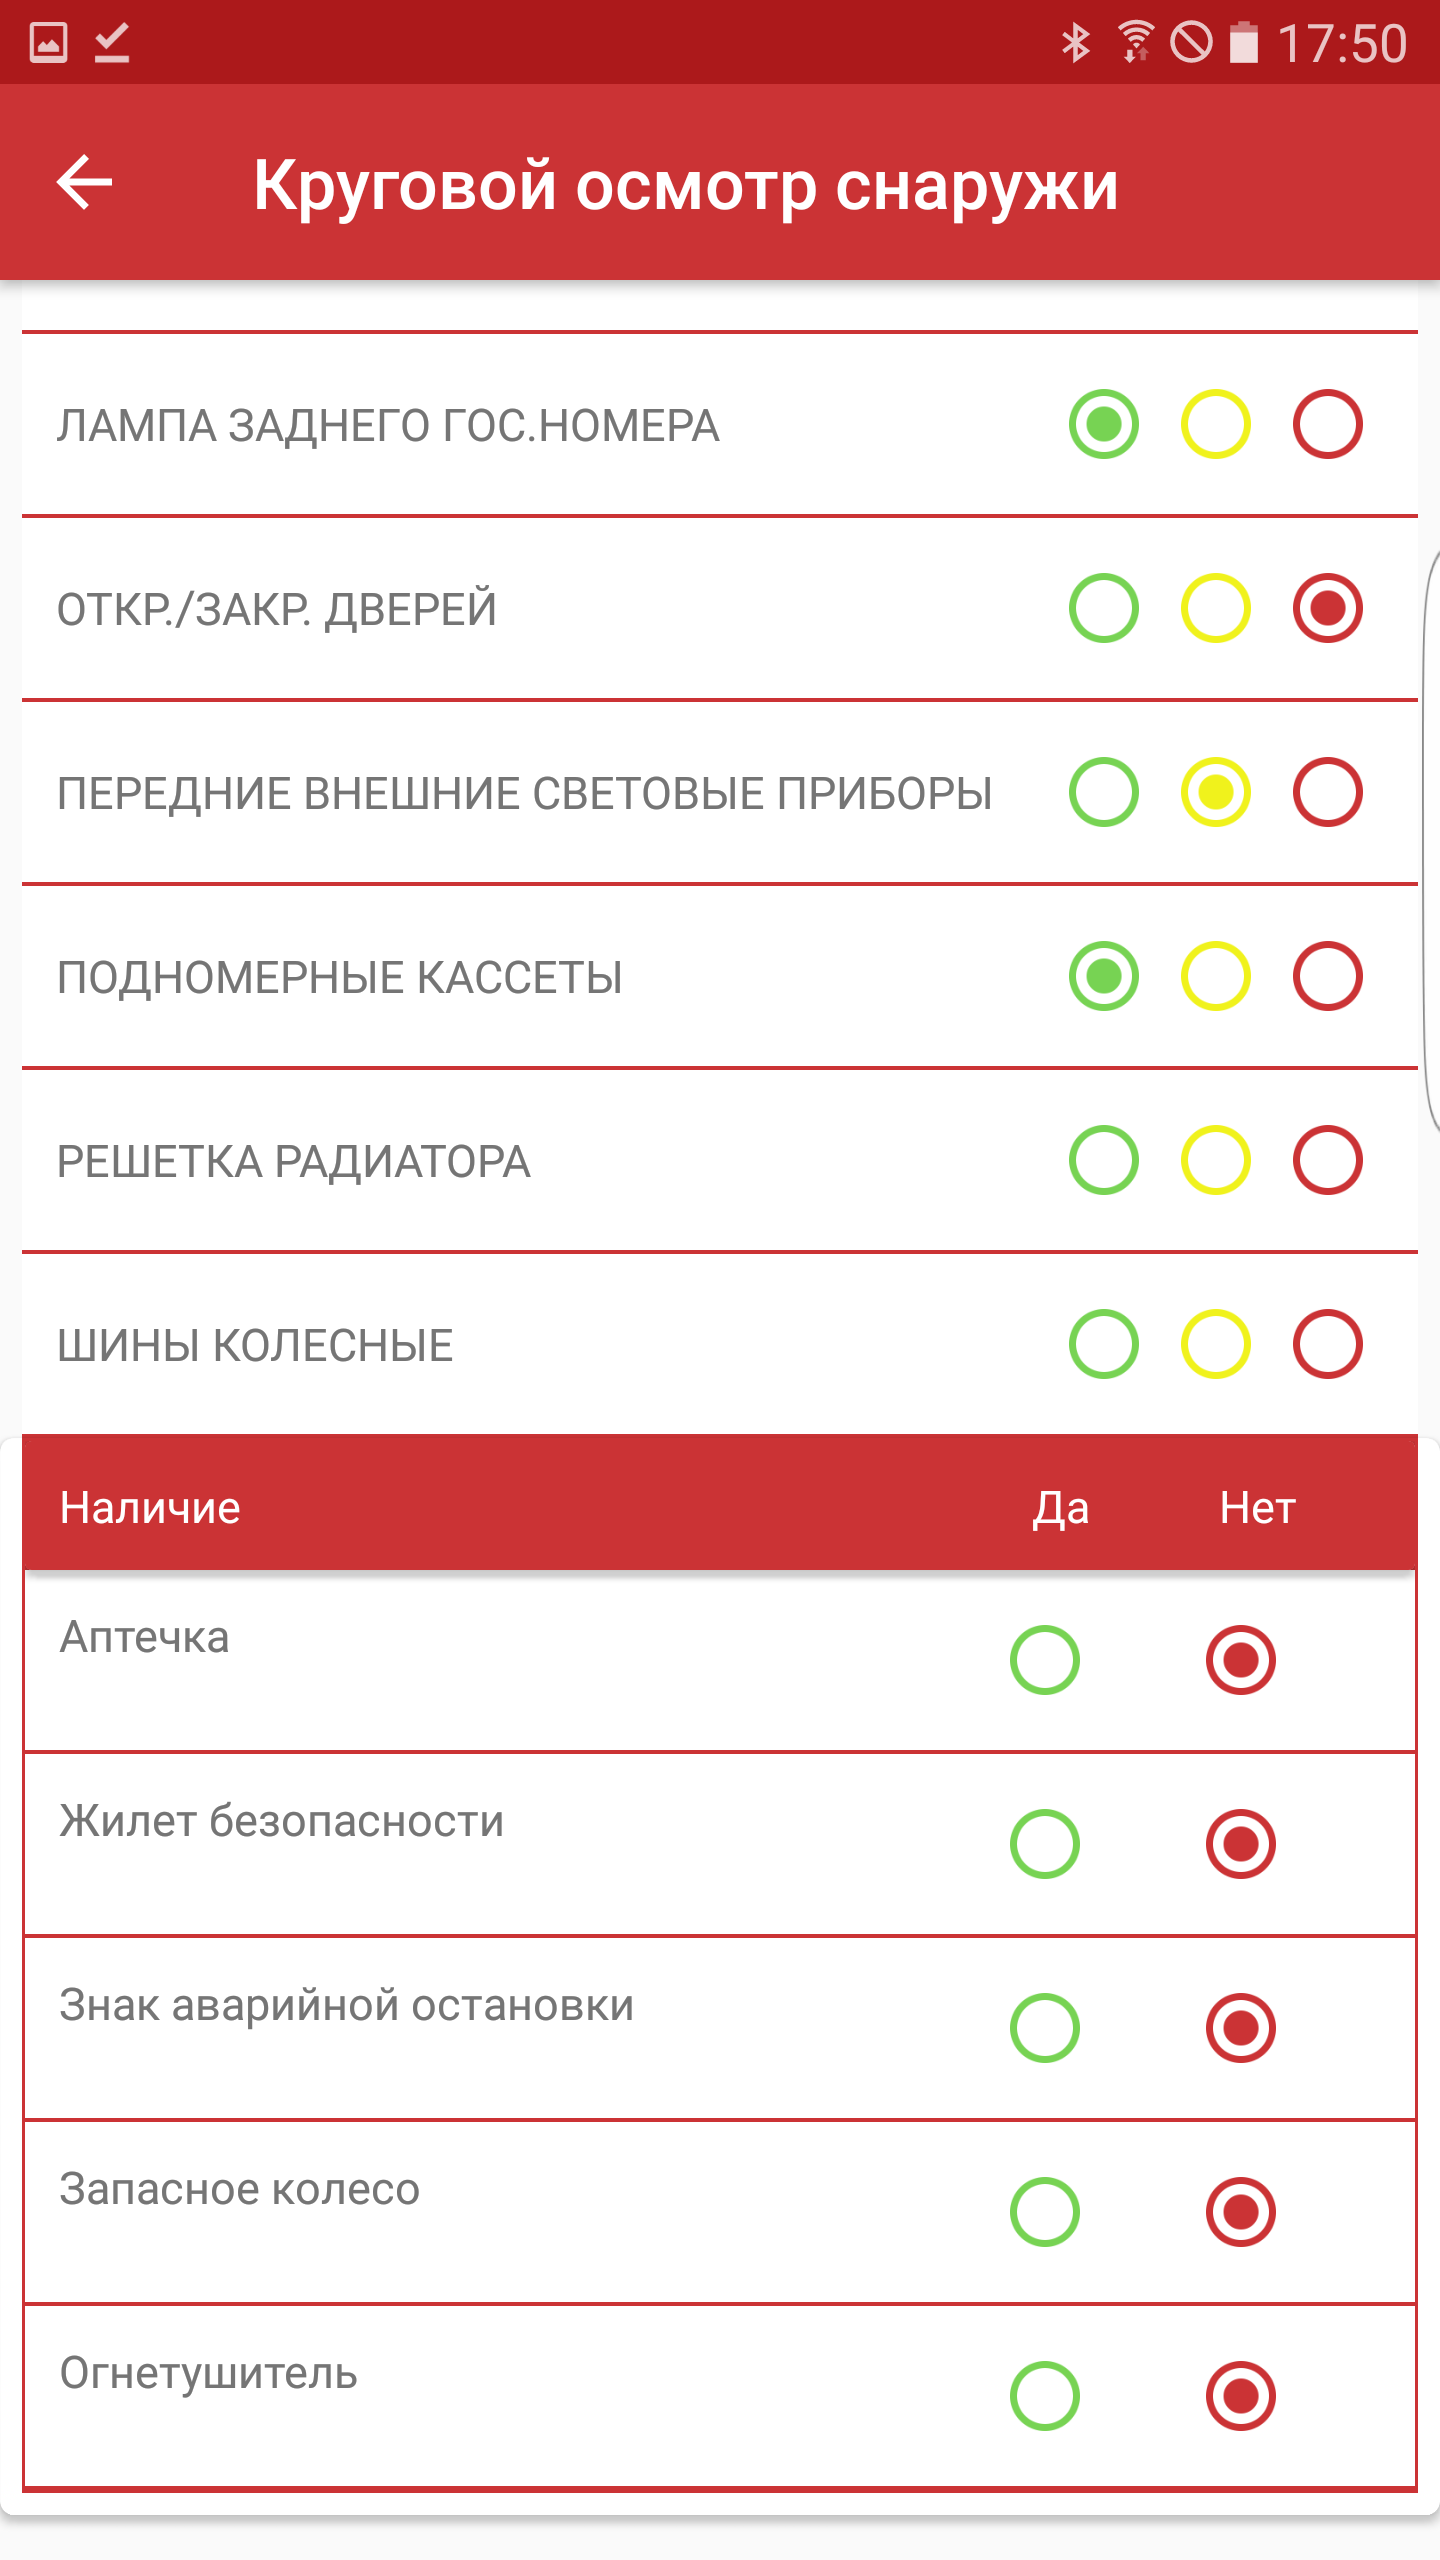 17:50
Круговой осмотр снаружи
ЛАМПА ЗАДНЕГО ГОС.НОМЕРА
ОТКР./ЗАКР. ДВЕРЕЙ
ПЕРЕДНИЕ ВНЕШНИЕ СВЕТОВЫЕ ПРИБОРЫ
ПОДНОМЕРНЫЕ КАССЕТЫ
РЕШЕТКА РАДИАТОРА
ШИНЫ КОЛЕСНЫЕ
Наличие Да Нет
Аптечка
Жилет безопасности
Знак аварийной остановки
Запасное колесо
Огнетушитель